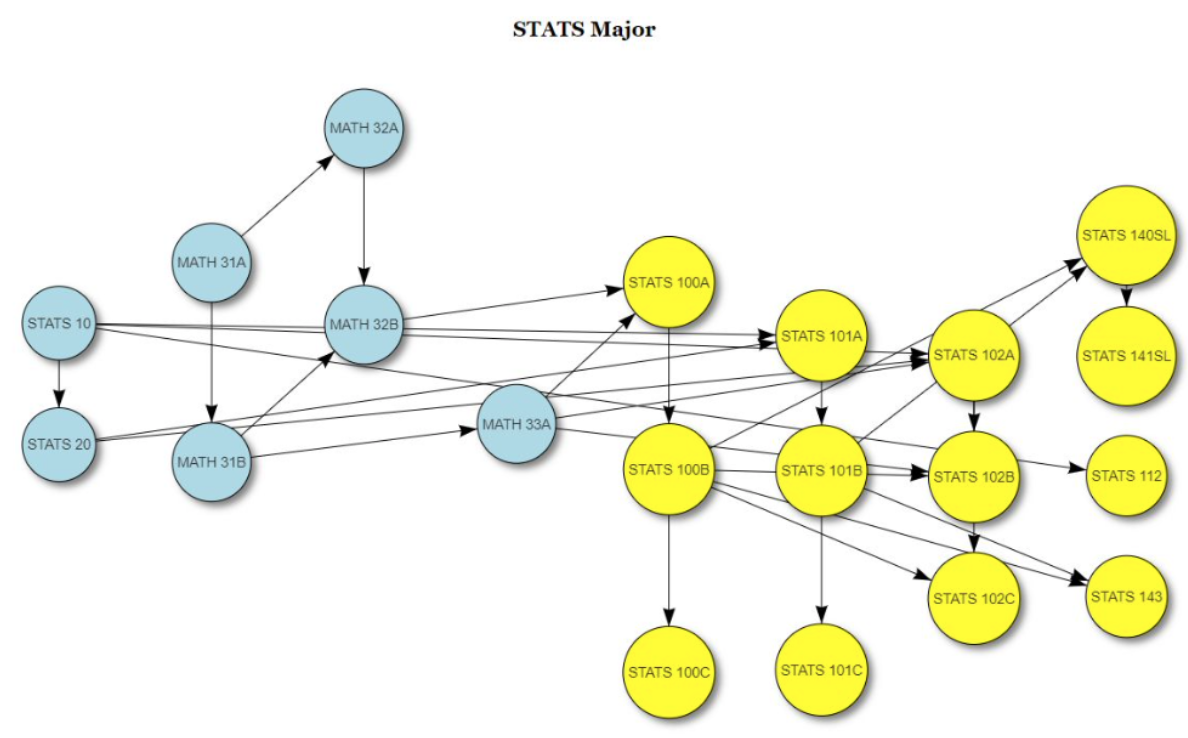 STATS Major
MATH 32A
STATS 140SL
MATH 31A
STATS 100A
STATS 10
MATH 32B
STATS 101A
STATS 102A
STATS 141SL
MATH 33A
STATS 20
MATH 31B
STATS 100B
STATS 101B
STATS 102B
STATS 112
STATS 102C
STATS 143
STATS 100C
STATS 101C